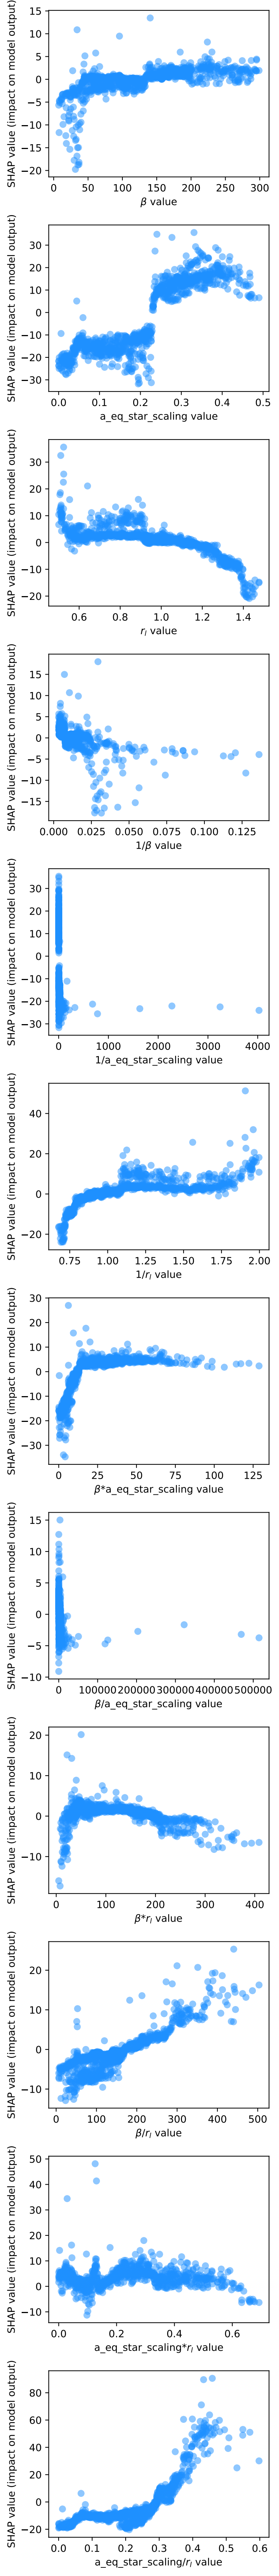 SHAP value (impact on model output)
15
10
5
0
−5
−10
−15
−20
0 50 100 150 200 250 300
β value
SHAP value (impact on model output)
30
20
10
0
−10
−20
−30
0.0 0.1 0.2 0.3 0.4 0.5
a_eq_star_scaling value
SHAP value (impact on model output)
30
20
10
0
−10
−20
0.6 0.8 1.0 1.2 1.4
rₗ value
SHAP value (impact on model output)
15
10
5
0
−5
−10
−15
0.000 0.025 0.050 0.075 0.100 0.125
1/β value
SHAP value (impact on model output)
30
20
10
0
−10
−20
−30
0 1000 2000 3000 4000
1/a_eq_star_scaling value
SHAP value (impact on model output)
40
20
0
−20
0.75 1.00 1.25 1.50 1.75 2.00
1/rₗ value
SHAP value (impact on model output)
30
20
10
0
−10
−20
−30
0 25 50 75 100 125
β*a_eq_star_scaling value
SHAP value (impact on model output)
15
10
5
0
−5
−10
0 100000 200000 300000 400000 500000
β/a_eq_star_scaling value
SHAP value (impact on model output)
20
10
0
−10
0 100 200 300 400
β*rₗ value
SHAP value (impact on model output)
20
10
0
−10
0 100 200 300 400 500
β/rₗ value
SHAP value (impact on model output)
50
40
30
20
10
0
−10
0.0 0.2 0.4 0.6
a_eq_star_scaling*rₗ value
SHAP value (impact on model output)
80
60
40
20
0
−20
0.0 0.1 0.2 0.3 0.4 0.5 0.6
a_eq_star_scaling/rₗ value